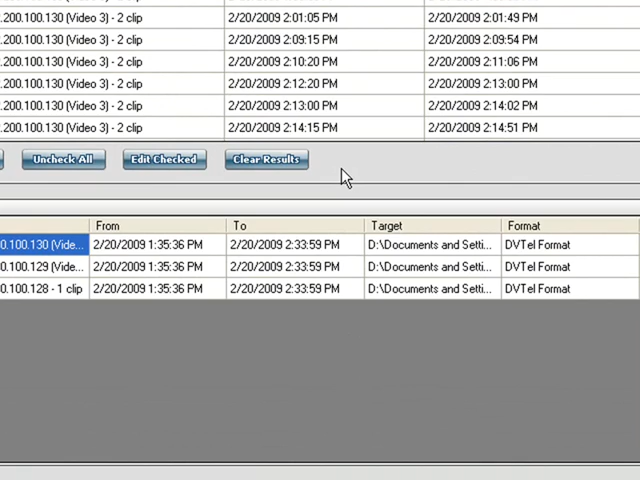 .200.100.130 (Video 3) - 2 clip 2/20/2009 2:01:05 PM 2/20/2009 2:01:49 PM
.200.100.130 (Video 3) - 2 clip 2/20/2009 2:09:15 PM 2/20/2009 2:09:54 PM
.200.100.130 (Video 3) - 2 clip 2/20/2009 2:10:20 PM 2/20/2009 2:11:06 PM
.200.100.130 (Video 3) - 2 clip 2/20/2009 2:12:20 PM 2/20/2009 2:13:00 PM
.200.100.130 (Video 3) - 2 clip 2/20/2009 2:13:00 PM 2/20/2009 2:14:02 PM
.200.100.130 (Video 3) - 2 clip 2/20/2009 2:14:15 PM 2/20/2009 2:14:51 PM
Uncheck All Edit Checked Clear Results
From To Target Format
0.100.130 (Vide... 2/20/2009 1:35:36 PM 2/20/2009 2:33:59 PM D:\Documents and Setti... DVTel Format
0.100.129 (Vide... 2/20/2009 1:35:36 PM 2/20/2009 2:33:59 PM D:\Documents and Setti... DVTel Format
0.100.128 - 1 clip 2/20/2009 1:35:36 PM 2/20/2009 2:33:59 PM D:\Documents and Setti... DVTel Format